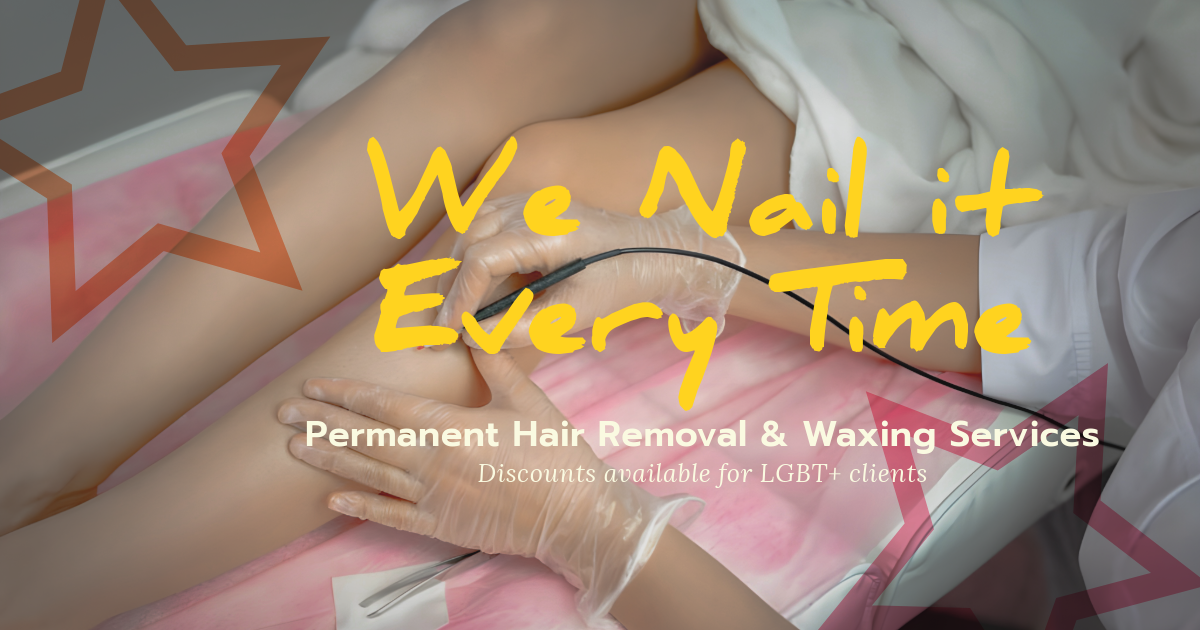 We Nail it
Every Time
Permanent Hair Removal & Waxing Services
Discounts available for LGBT+ clients